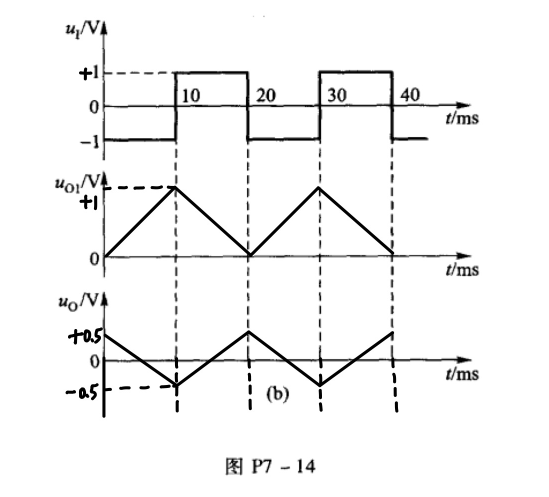 u_I/V
+1
0
-1
10
20
30
40
t/ms
u_O1/V
+1
0
t/ms
u_O/V
+0.5
0
-0.5
t/ms
(b)
图 P7-14